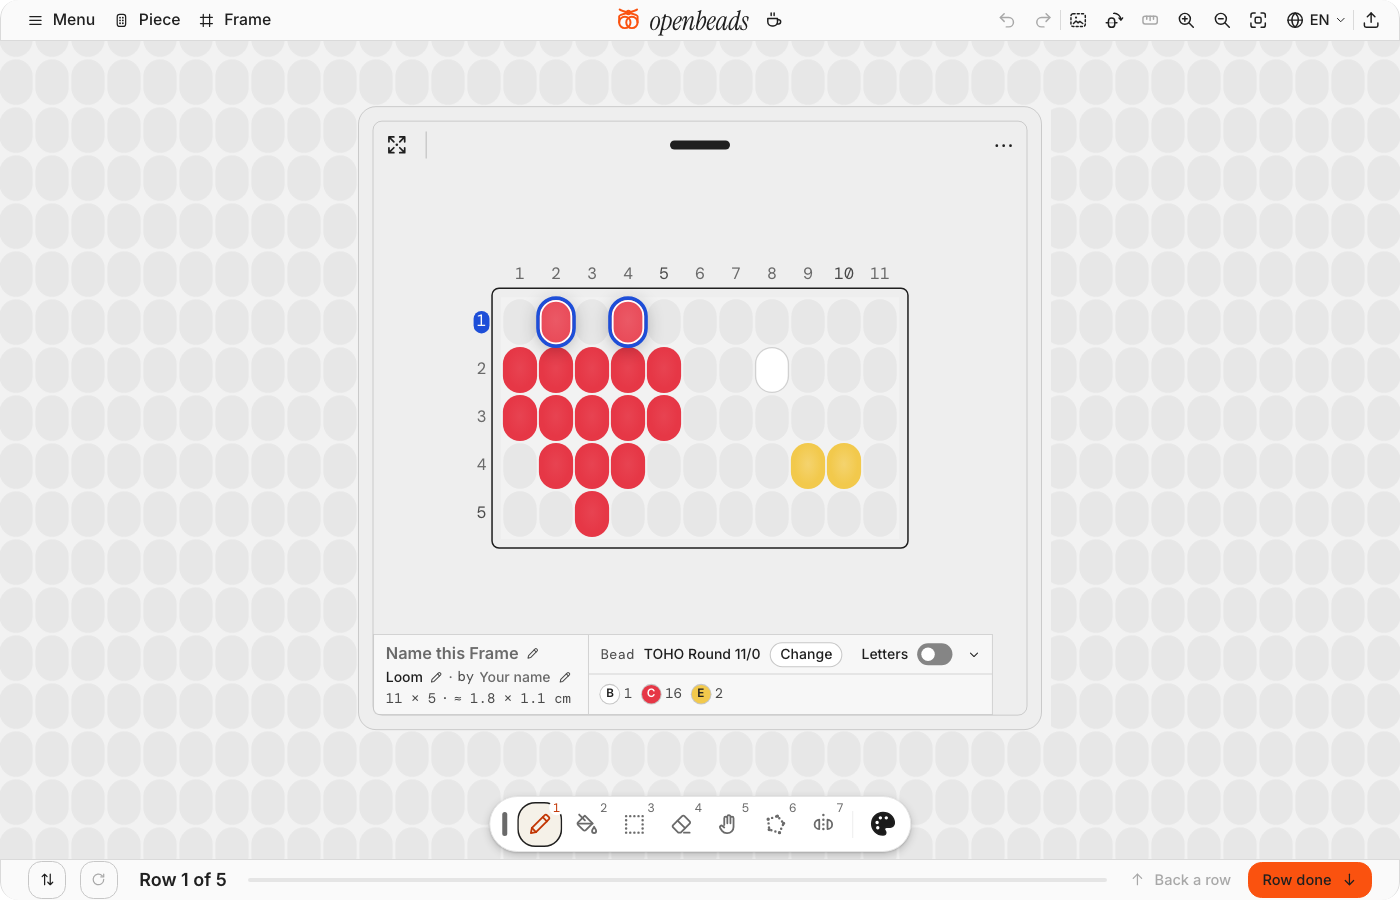 Menu Piece Frame openbeads EN
1 2 3 4 5 6 7 8 9 10 11
1
2
3
4
5
Name this Frame
Loom · by Your name
11 × 5 · ≈ 1.8 × 1.1 cm
Bead TOHO Round 11/0 Change Letters
B 1 C 16 E 2
1 2 3 4 5 6 7
Row 1 of 5 Back a row Row done